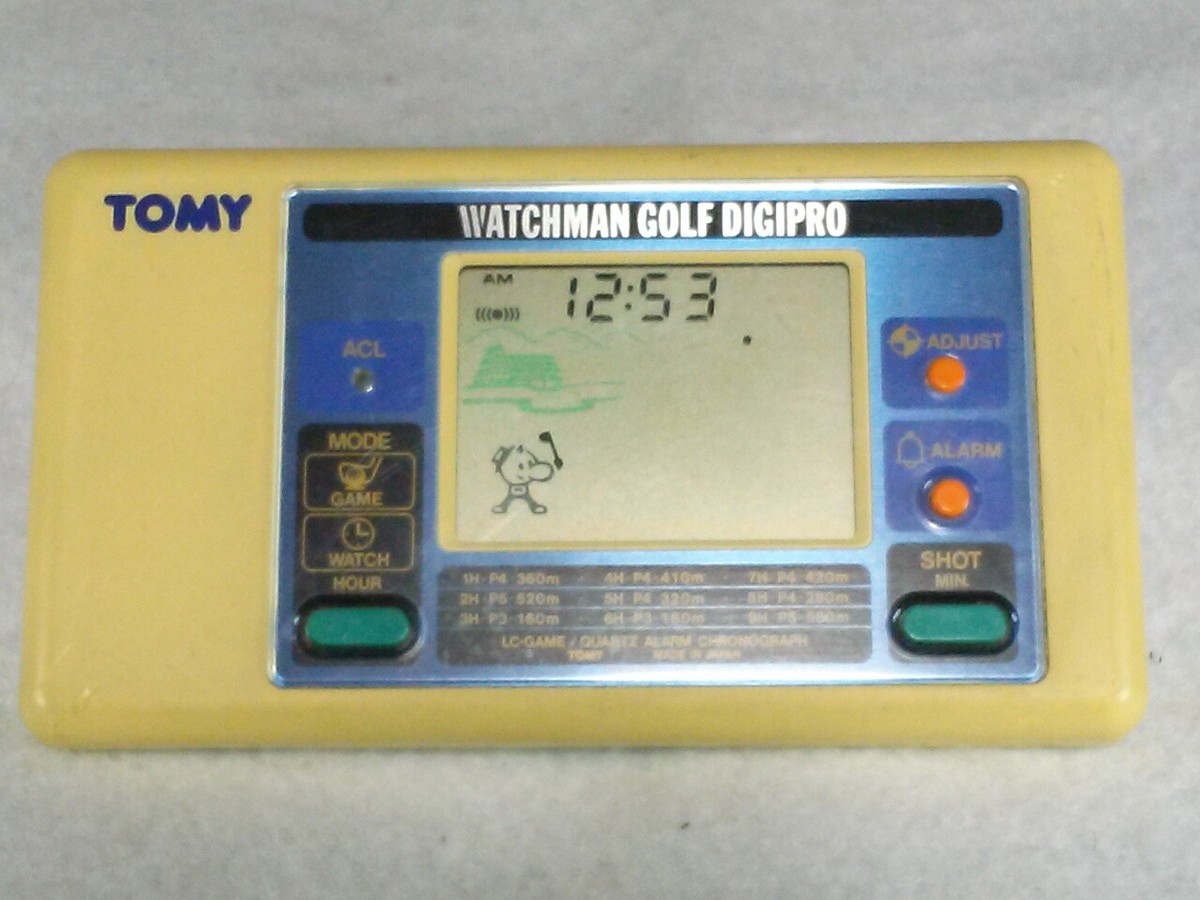 TOMY
WATCHMAN GOLF DIGIPRO
AM 12:53
ACL
ADJUST
MODE
GAME
WATCH
HOUR
ALARM
SHOT
MIN.
1H P4 360m 4H P4 410m 7H P4 420m
2H P5 520m 5H P4 320m 8H P4 280m
3H P3 160m 6H P3 180m 9H P5
LC-GAME / QUARTZ ALARM CHRONOGRAPH
TOMY MADE IN JAPAN